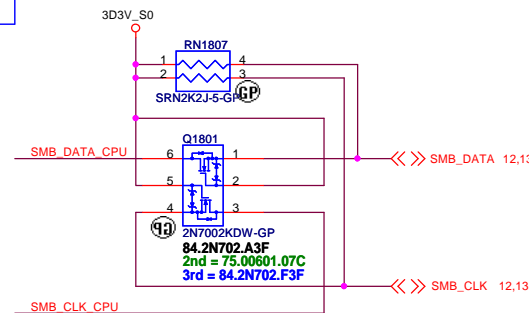 3D3V_S0
RN1807
1
4
2
3
SRN2K2J-5-GP
GP
Q1801
SMB_DATA_CPU
6
1
SMB_DATA 12,13
5
2
4
3
GP
2N7002KDW-GP
84.2N702.A3F
2nd = 75.00601.07C
3rd = 84.2N702.F3F
SMB_CLK 12,13
SMB_CLK_CPU